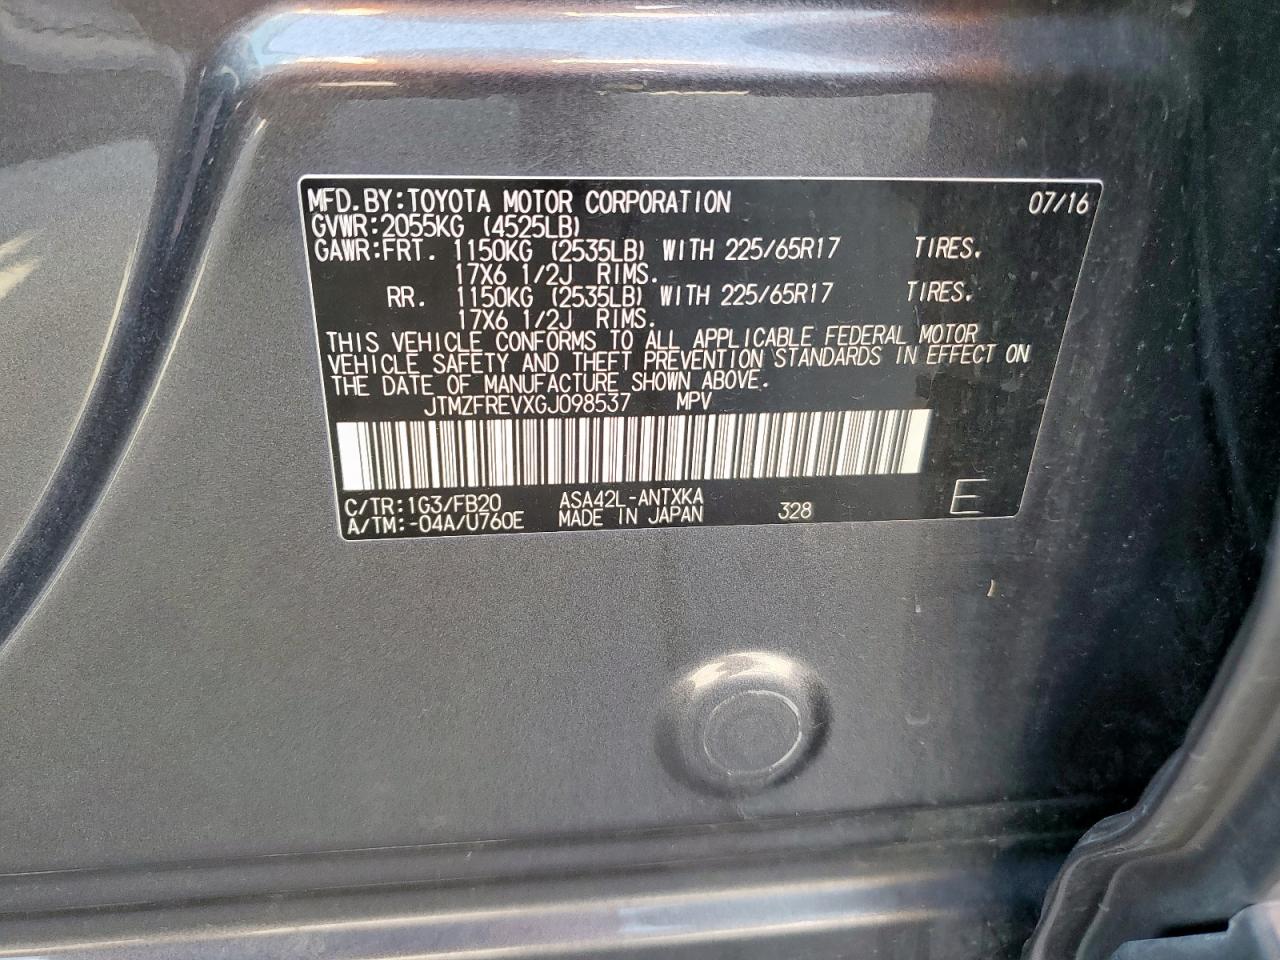 MFD.BY:TOYOTA MOTOR CORPORATION 07/16
GVWR:2055KG (4525LB)
GAWR:FRT. 1150KG (2535LB) WITH 225/65R17 TIRES.
17X6 1/2J RIMS.
RR. 1150KG (2535LB) WITH 225/65R17 TIRES.
17X6 1/2J RIMS.
THIS VEHICLE CONFORMS TO ALL APPLICABLE FEDERAL MOTOR
VEHICLE SAFETY AND THEFT PREVENTION STANDARDS IN EFFECT ON
THE DATE OF MANUFACTURE SHOWN ABOVE.
JTMZFREVXGJ098537 MPV
C/TR:1G3/FB20 ASA42L-ANTXKA 328 E
A/TM:-04A/U760E MADE IN JAPAN